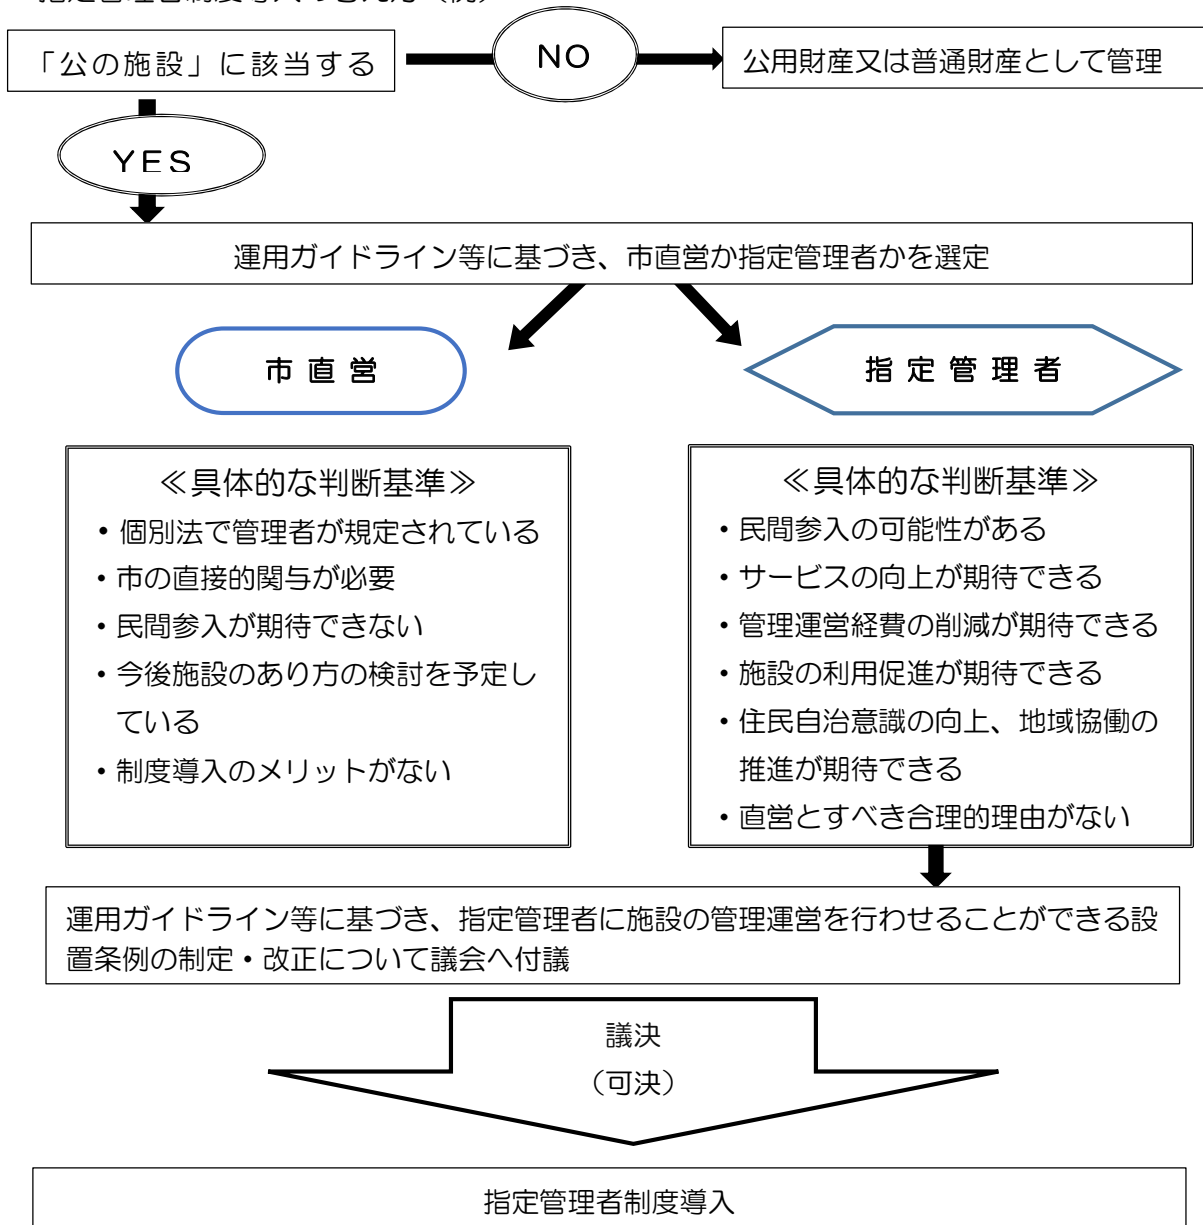 「公の施設」に該当する
NO
公用財産又は普通財産として管理
YES
運用ガイドライン等に基づき、市直営か指定管理者かを選定
市 直 営
指 定 管 理 者
≪具体的な判断基準≫
・個別法で管理者が規定されている
・市の直接的関与が必要
・民間参入が期待できない
・今後施設のあり方の検討を予定し
ている
・制度導入のメリットがない
≪具体的な判断基準≫
・民間参入の可能性がある
・サービスの向上が期待できる
・管理運営経費の削減が期待できる
・施設の利用促進が期待できる
・住民自治意識の向上、地域協働の
推進が期待できる
・直営とすべき合理的理由がない
運用ガイドライン等に基づき、指定管理者に施設の管理運営を行わせることができる設
置条例の制定・改正について議会へ付議
議決
（可決）
指定管理者制度導入